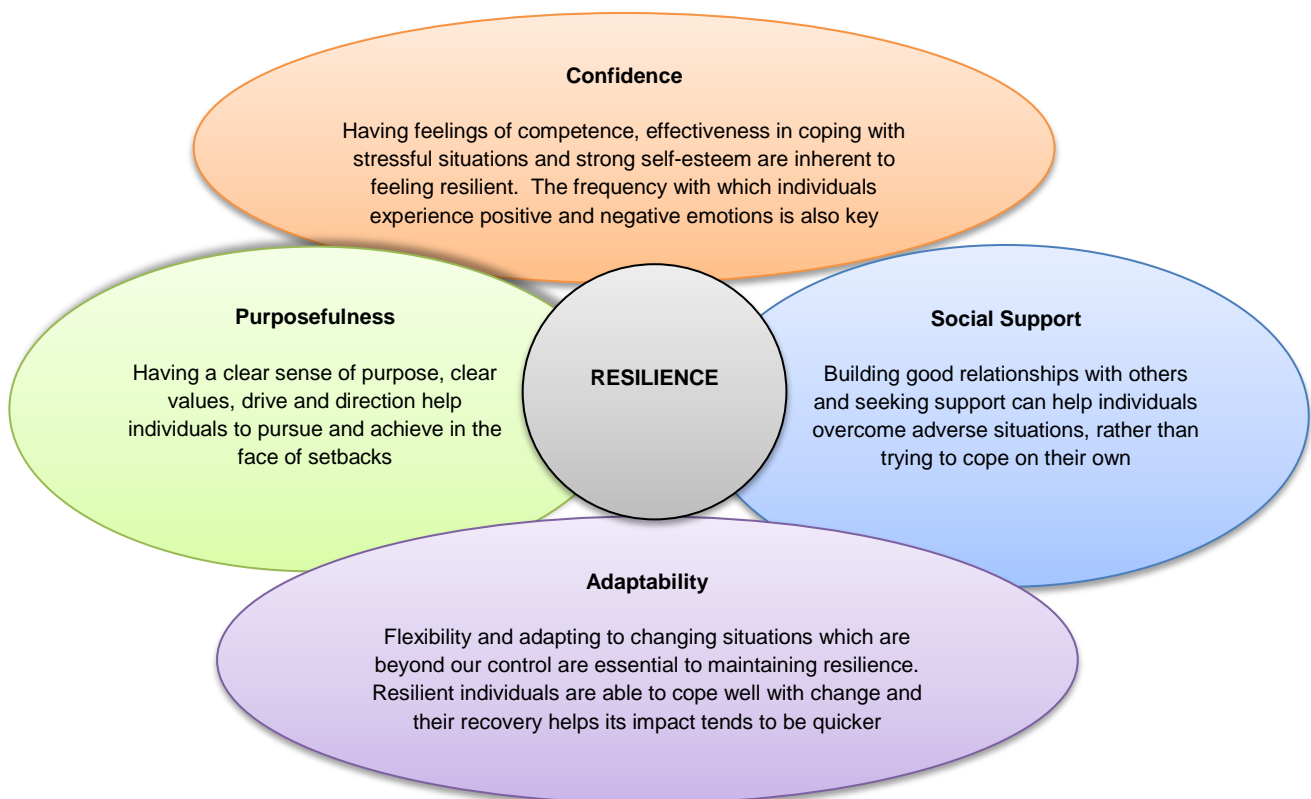 Confidence
Having feelings of competence, effectiveness in coping with
stressful situations and strong self-esteem are inherent to
feeling resilient.  The frequency with which individuals
experience positive and negative emotions is also key
Purposefulness
Having a clear sense of purpose, clear
values, drive and direction help
individuals to pursue and achieve in the
face of setbacks
RESILIENCE
Social Support
Building good relationships with others
and seeking support can help individuals
overcome adverse situations, rather than
trying to cope on their own
Adaptability
Flexibility and adapting to changing situations which are
beyond our control are essential to maintaining resilience.
Resilient individuals are able to cope well with change and
their recovery helps its impact tends to be quicker